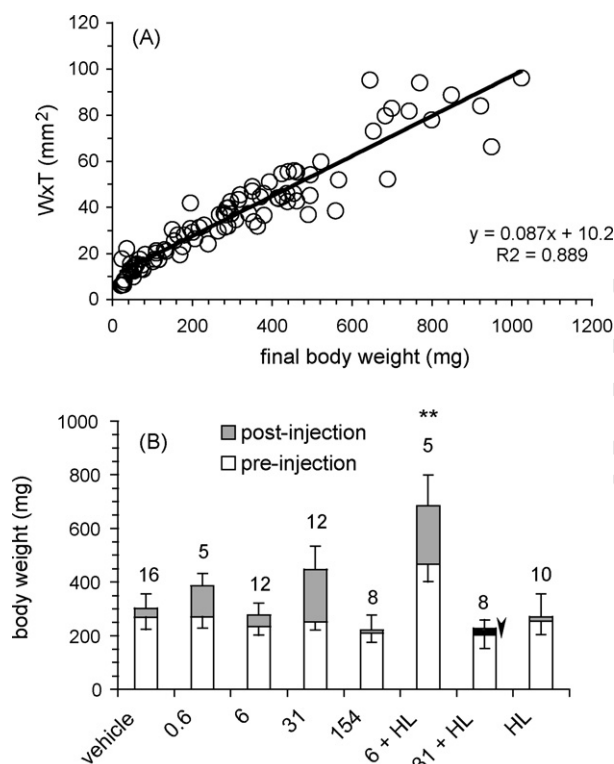 (A)
120
100
80
60
40
20
0
WxT (mm²)
y = 0.087x + 10.2
R2 = 0.889
0 200 400 600 800 1000 1200
final body weight (mg)
(B)
post-injection
pre-injection
**
1000
800
600
400
200
0
body weight (mg)
16 5 12 12 8 5 8 10
vehicle 0.6 6 31 154 6 + HL 31 + HL HL